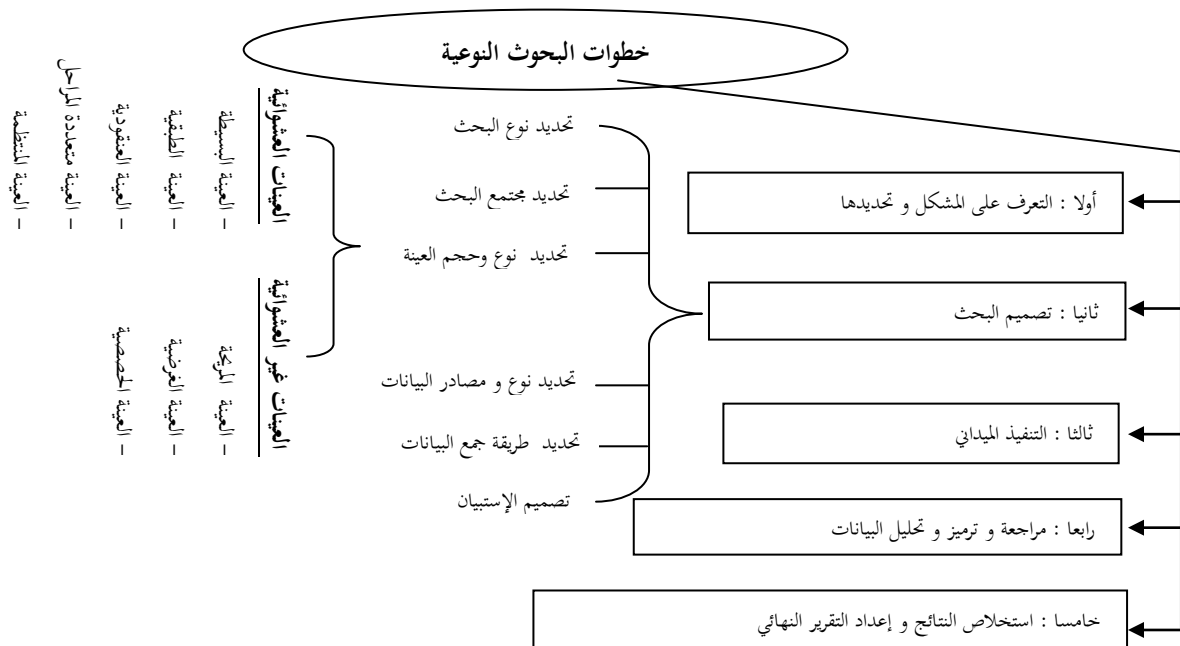 خطوات البحوث النوعية
أولا : التعرف على المشكل و تحديدها
ثانيا : تصميم البحث
ثالثا : التنفيذ الميداني
رابعا : مراجعة و ترميز و تحليل البيانات
خامسا : استخلاص النتائج و إعداد التقرير النهائي
تحديد نوع البحث
تحديد مجتمع البحث
تحديد نوع وحجم العينة
تحديد نوع و مصادر البيانات
تحديد طريقة جمع البيانات
تصميم الإستبيان
العينات العشوائية
– العينة البسيطة
– العينة الطبقية
– العينة العنقودية
– العينة متعددة المراحل
– العينة المنتظمة
العينات غير العشوائية
– العينة المريحة
– العينة الغرضية
– العينة الحصصية